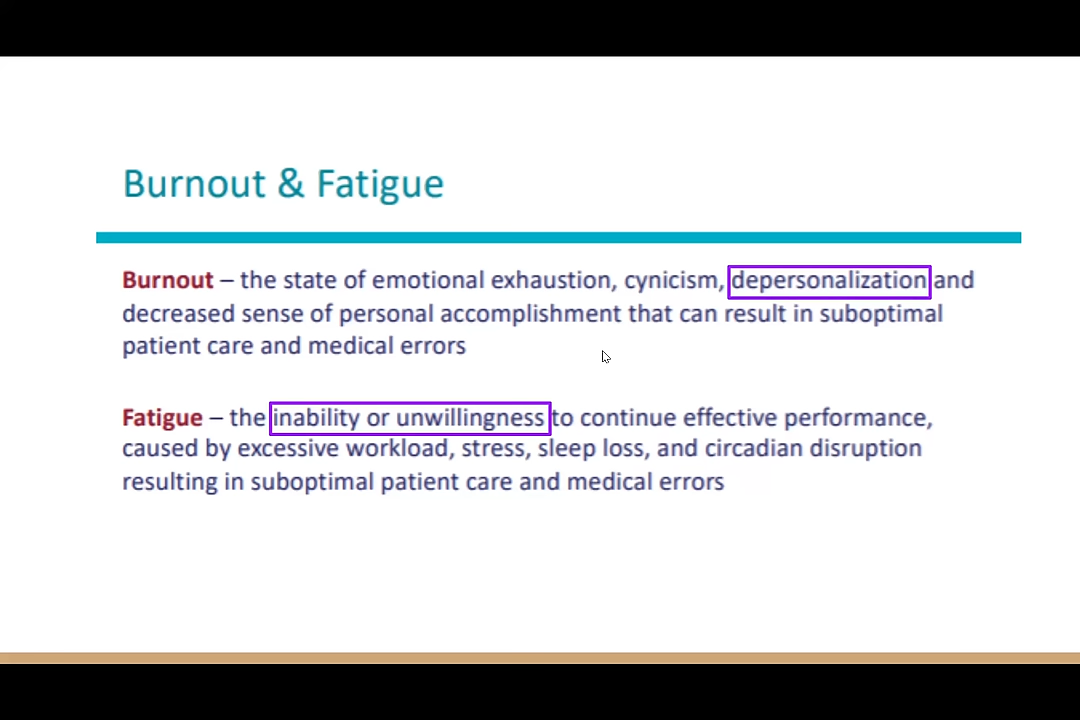 Burnout & Fatigue
Burnout – the state of emotional exhaustion, cynicism, depersonalization and
decreased sense of personal accomplishment that can result in suboptimal
patient care and medical errors
Fatigue – the inability or unwillingness to continue effective performance,
caused by excessive workload, stress, sleep loss, and circadian disruption
resulting in suboptimal patient care and medical errors